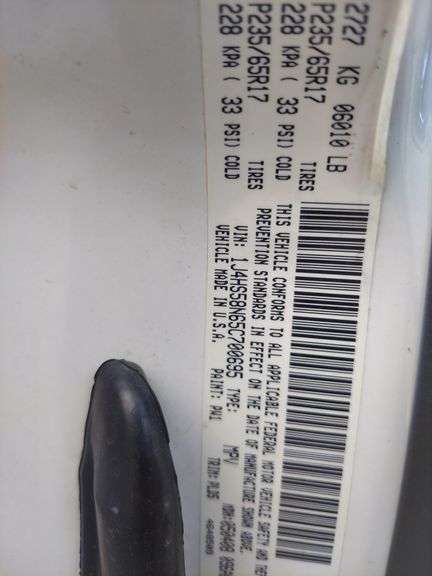 2727 KG 06010 LB
P235/65R17 TIRES
228 KPA ( 33 PSI) COLD
P235/65R17 TIRES
228 KPA ( 33 PSI) COLD
THIS VEHICLE CONFORMS TO ALL APPLICABLE FEDERAL MOTOR VEHICLE SAFETY AND
PREVENTION STANDARDS IN EFFECT ON THE DATE OF MANUFACTURE SHOWN ABOVE.
VIN: 1J4HS58N65C700695 TYPE: MPV
VEHICLE MADE IN U.S.A. PAINT: PW1 TRIM: